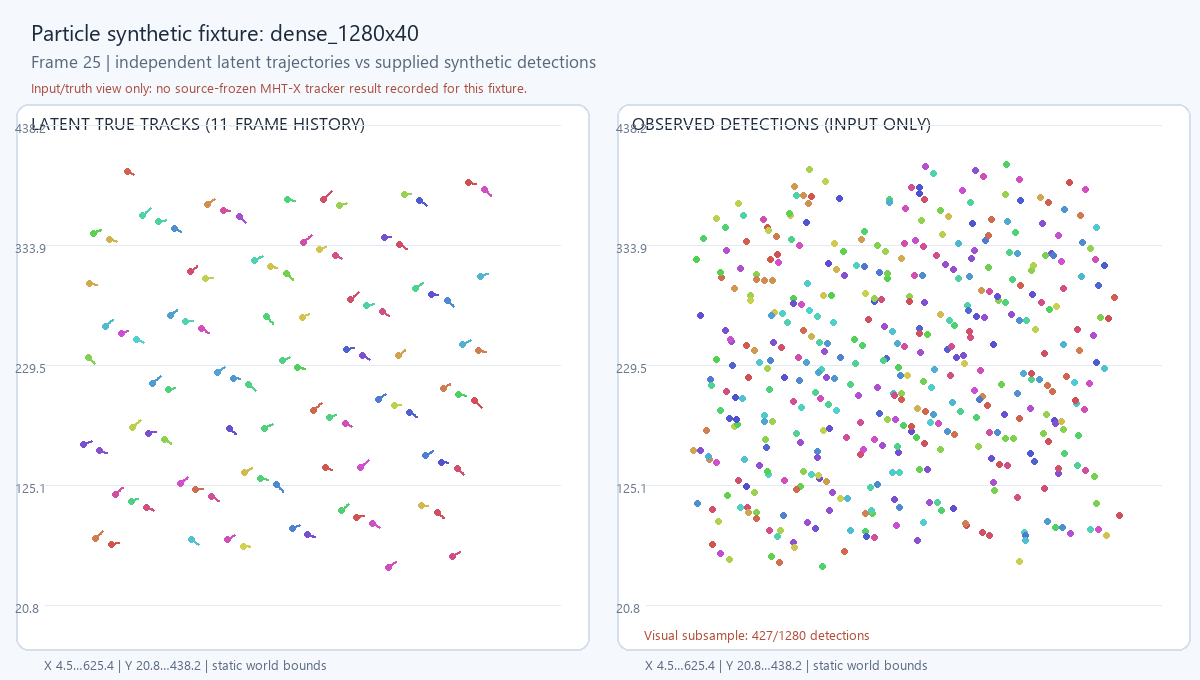 Particle synthetic fixture: dense_1280x40
Frame 25 | independent latent trajectories vs supplied synthetic detections
Input/truth view only: no source-frozen MHT-X tracker result recorded for this fixture.
LATENT TRUE TRACKS (11-FRAME HISTORY)
438.2
333.9
229.5
125.1
20.8
X 4.5...625.4 | Y 20.8...438.2 | static world bounds
OBSERVED DETECTIONS (INPUT ONLY)
438.2
333.9
229.5
125.1
20.8
Visual subsample: 427/1280 detections
X 4.5...625.4 | Y 20.8...438.2 | static world bounds